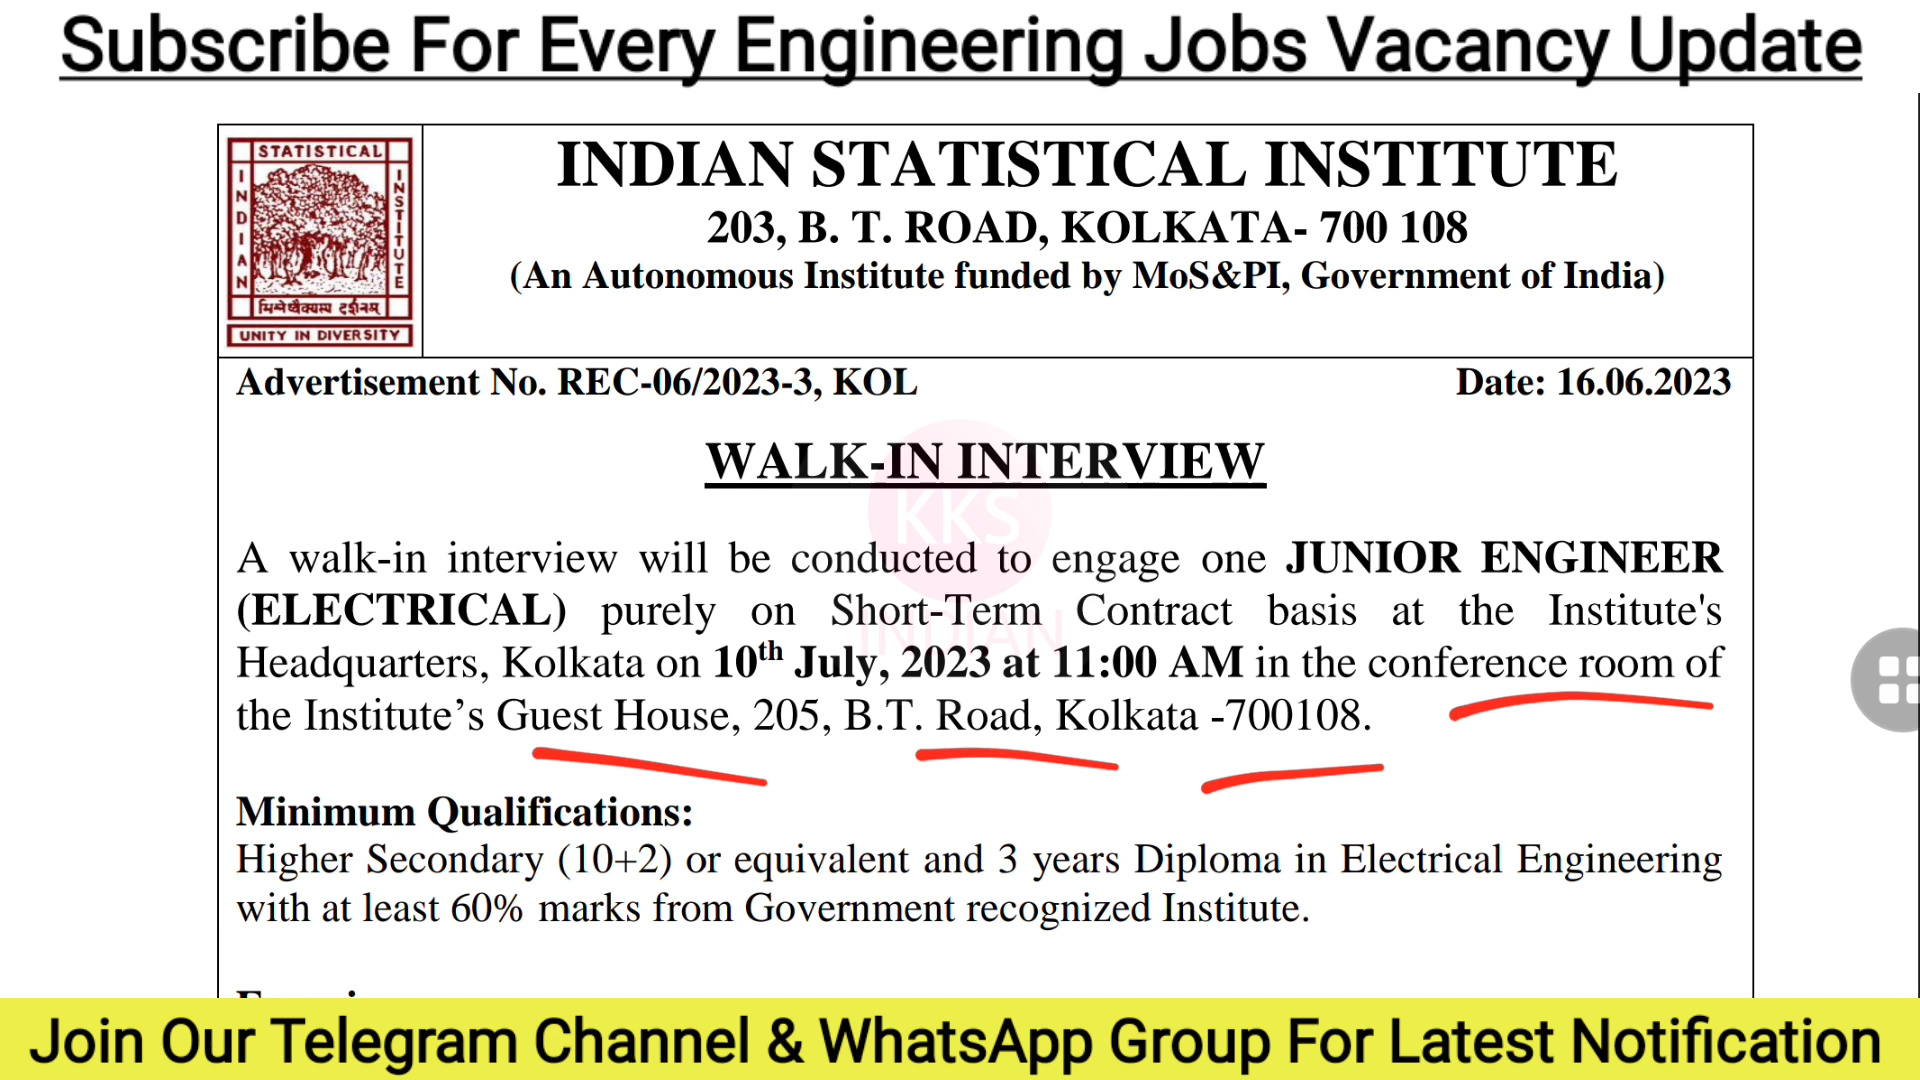 Subscribe For Every Engineering Jobs Vacancy Update
STATISTICAL
INDIAN
INSTITUTE
UNITY IN DIVERSITY
INDIAN STATISTICAL INSTITUTE
203, B. T. ROAD, KOLKATA- 700 108
(An Autonomous Institute funded by MoS&PI, Government of India)
Advertisement No. REC-06/2023-3, KOL Date: 16.06.2023
WALK-IN INTERVIEW
KKS
INDIAN
A walk-in interview will be conducted to engage one JUNIOR ENGINEER
(ELECTRICAL) purely on Short-Term Contract basis at the Institute's
Headquarters, Kolkata on 10th July, 2023 at 11:00 AM in the conference room of
the Institute’s Guest House, 205, B.T. Road, Kolkata -700108.
Minimum Qualifications:
Higher Secondary (10+2) or equivalent and 3 years Diploma in Electrical Engineering
with at least 60% marks from Government recognized Institute.
Join Our Telegram Channel & WhatsApp Group For Latest Notification